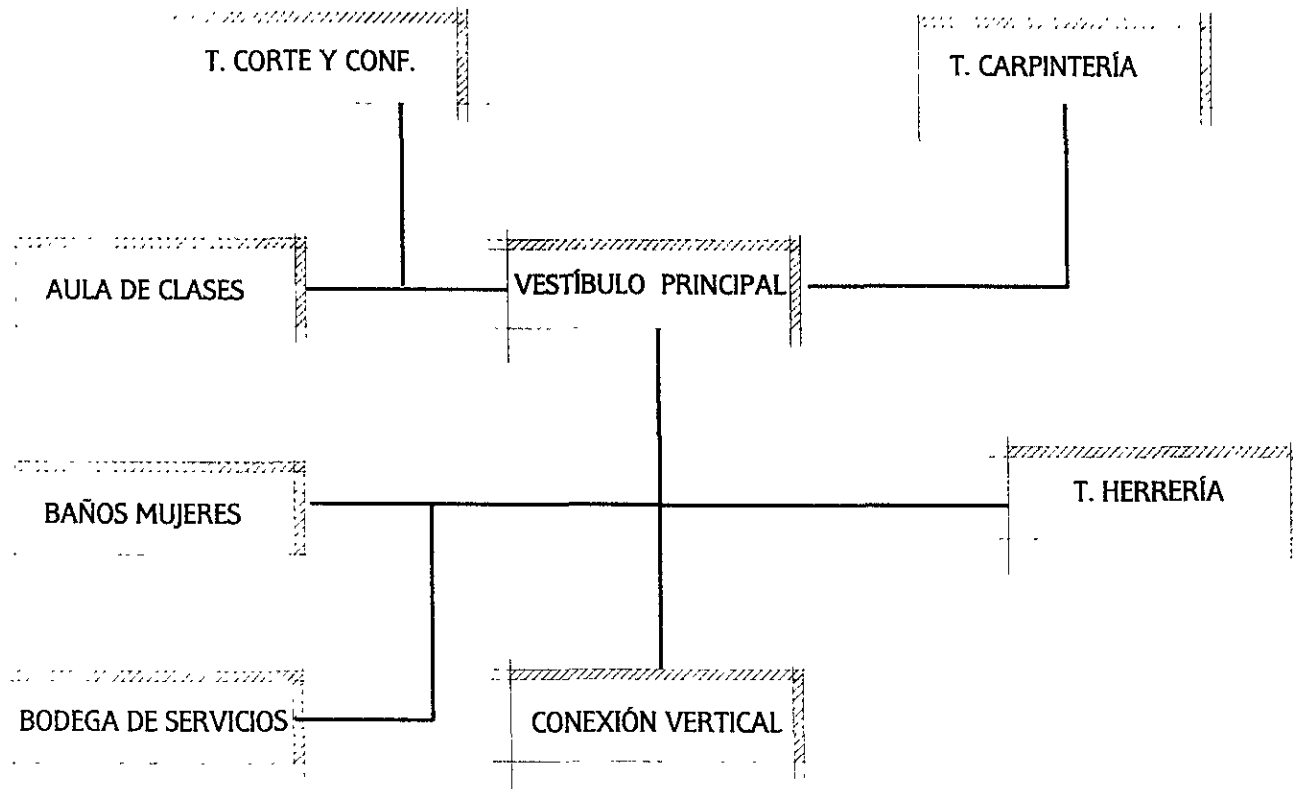 T. CORTE Y CONF.
T. CARPINTERÍA
AULA DE CLASES
VESTÍBULO PRINCIPAL
BAÑOS MUJERES
T. HERRERÍA
BODEGA DE SERVICIOS
CONEXIÓN VERTICAL